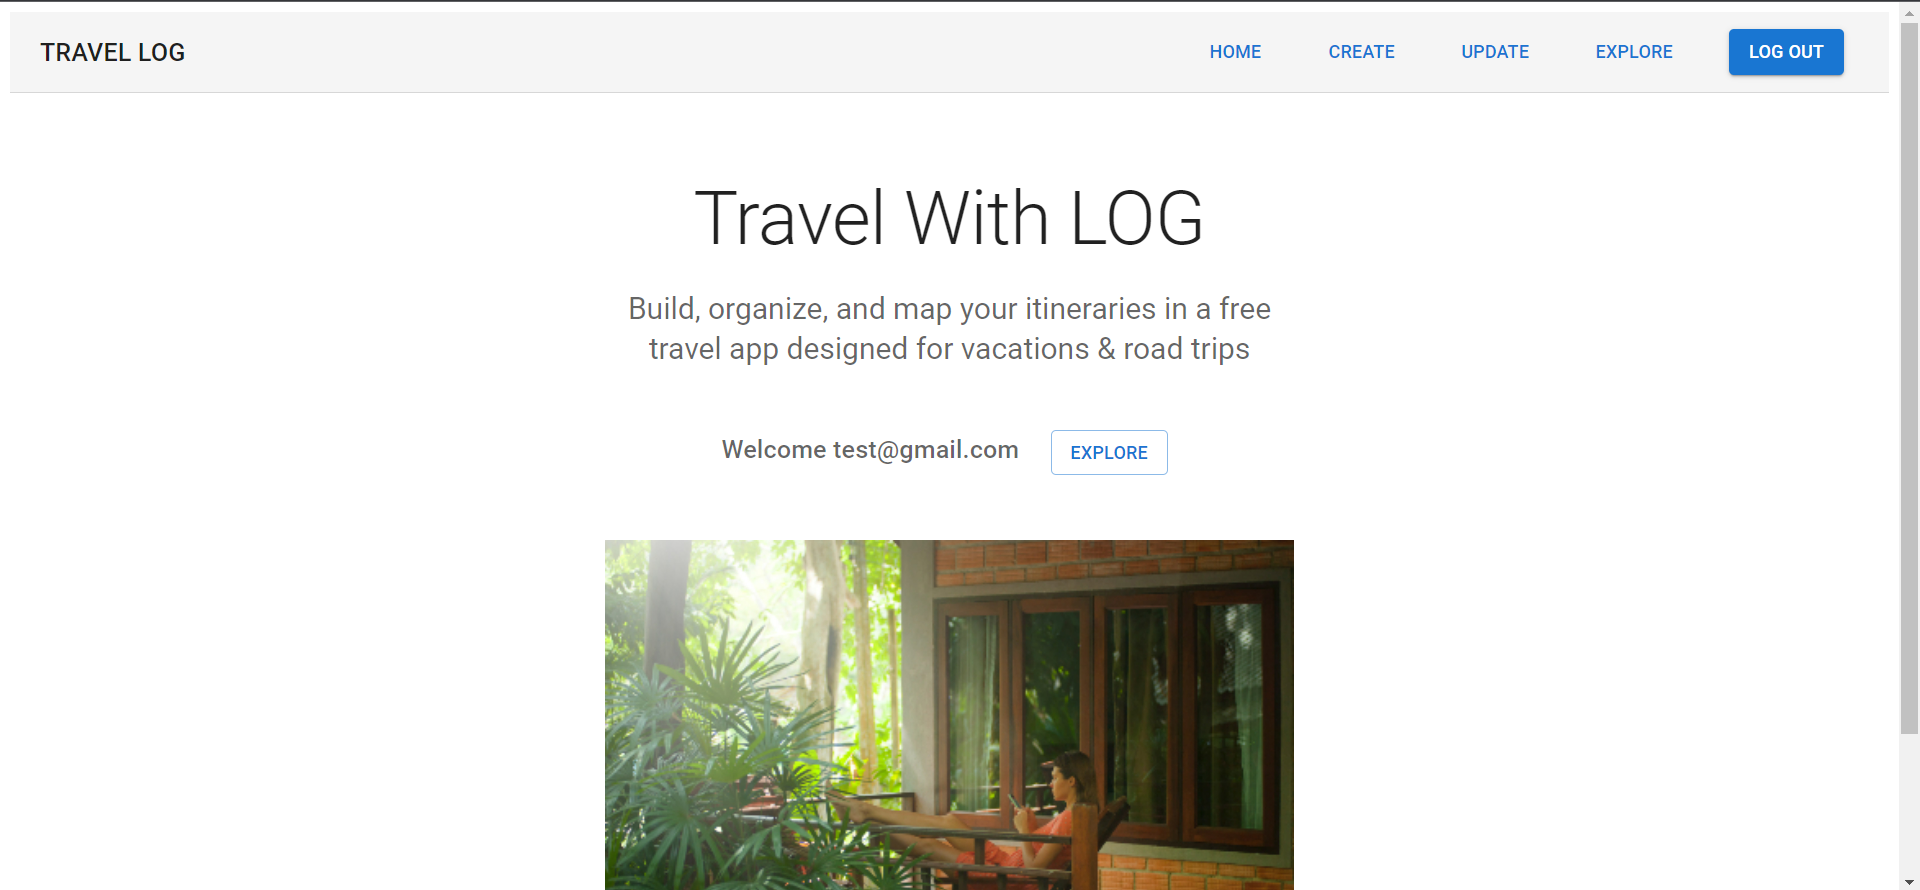 TRAVEL LOG
HOME
CREATE
UPDATE
EXPLORE
LOG OUT
Travel With LOG
Build, organize, and map your itineraries in a free
travel app designed for vacations & road trips
Welcome test@gmail.com
EXPLORE